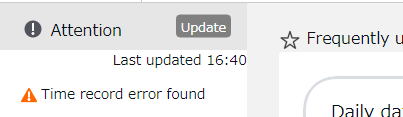 Attention
Update
Last updated 16:40
Time record error found
Frequently u
Daily da